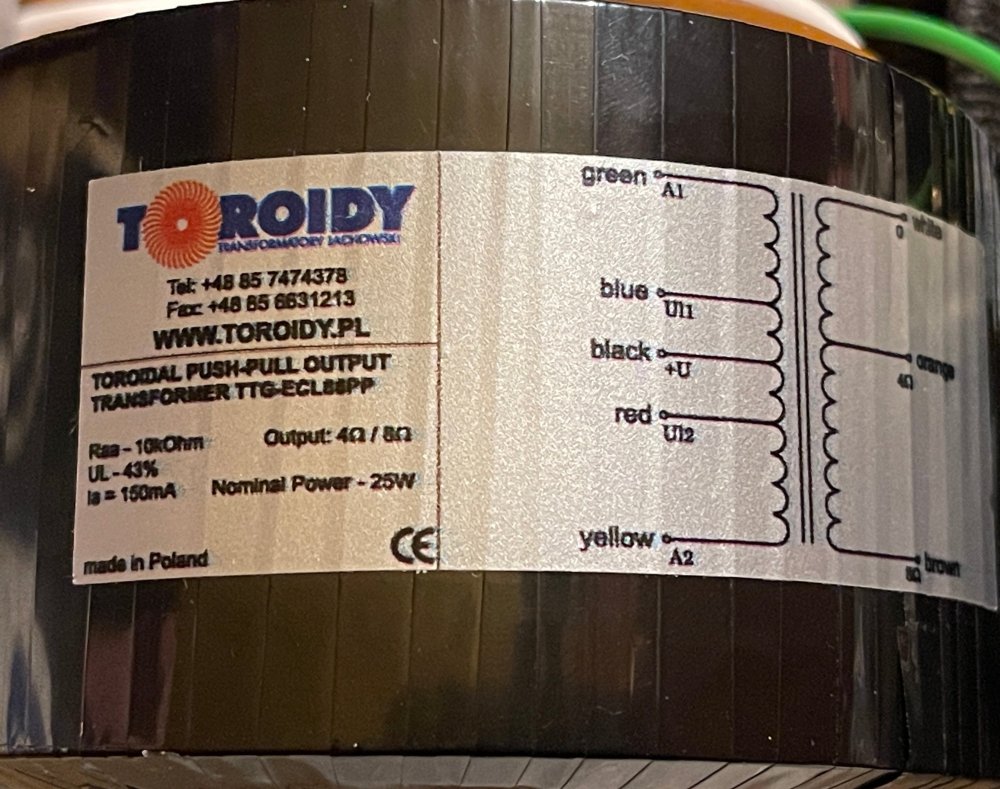 TOROIDY
TRANSFORMATORY LACHOWSKI
Tel: +48 85 7474378
Fax: +48 85 6631213
WWW.TOROIDY.PL
TOROIDAL PUSH-PULL OUTPUT
TRANSFORMER TTG-ECL86PP
Raa - 10kOhm
UL - 43%
Ia = 150mA
Output: 4Ω / 8Ω
Nominal Power - 25W
made in Poland
CE
green
A1
blue
Ul1
black
+U
red
Ul2
yellow
A2
white
0
orange
4Ω
brown
8Ω